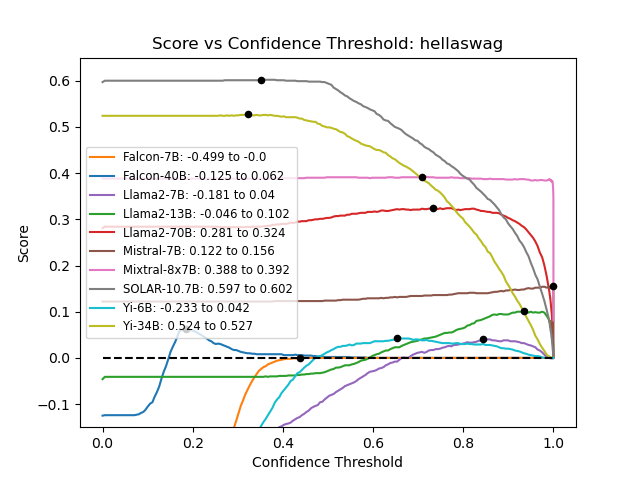 Score vs Confidence Threshold: hellaswag
0.6
0.5
0.4
0.3
0.2
0.1
0.0
−0.1
Score
Falcon-7B: -0.499 to -0.0
Falcon-40B: -0.125 to 0.062
Llama2-7B: -0.181 to 0.04
Llama2-13B: -0.046 to 0.102
Llama2-70B: 0.281 to 0.324
Mistral-7B: 0.122 to 0.156
Mixtral-8x7B: 0.388 to 0.392
SOLAR-10.7B: 0.597 to 0.602
Yi-6B: -0.233 to 0.042
Yi-34B: 0.524 to 0.527
0.0 0.2 0.4 0.6 0.8 1.0
Confidence Threshold